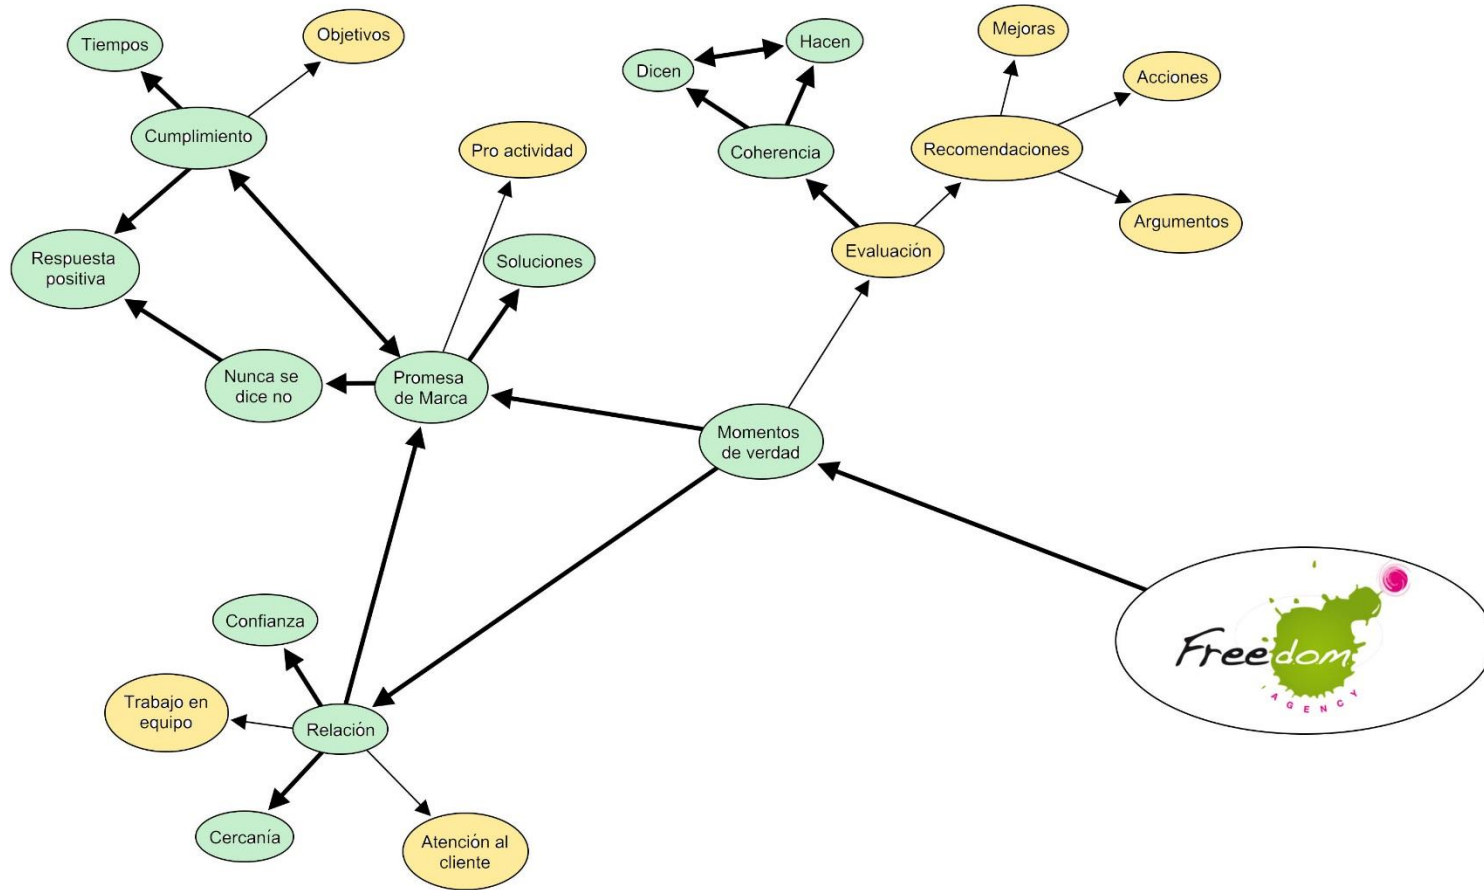 Tiempos
Objetivos
Cumplimiento
Respuesta
positiva
Nunca se
dice no
Promesa
de Marca
Pro actividad
Soluciones
Dicen
Hacen
Coherencia
Evaluación
Recomendaciones
Mejoras
Acciones
Argumentos
Momentos
de verdad
Confianza
Trabajo en
equipo
Relación
Cercanía
Atención al
cliente
Freedom
AGENCY